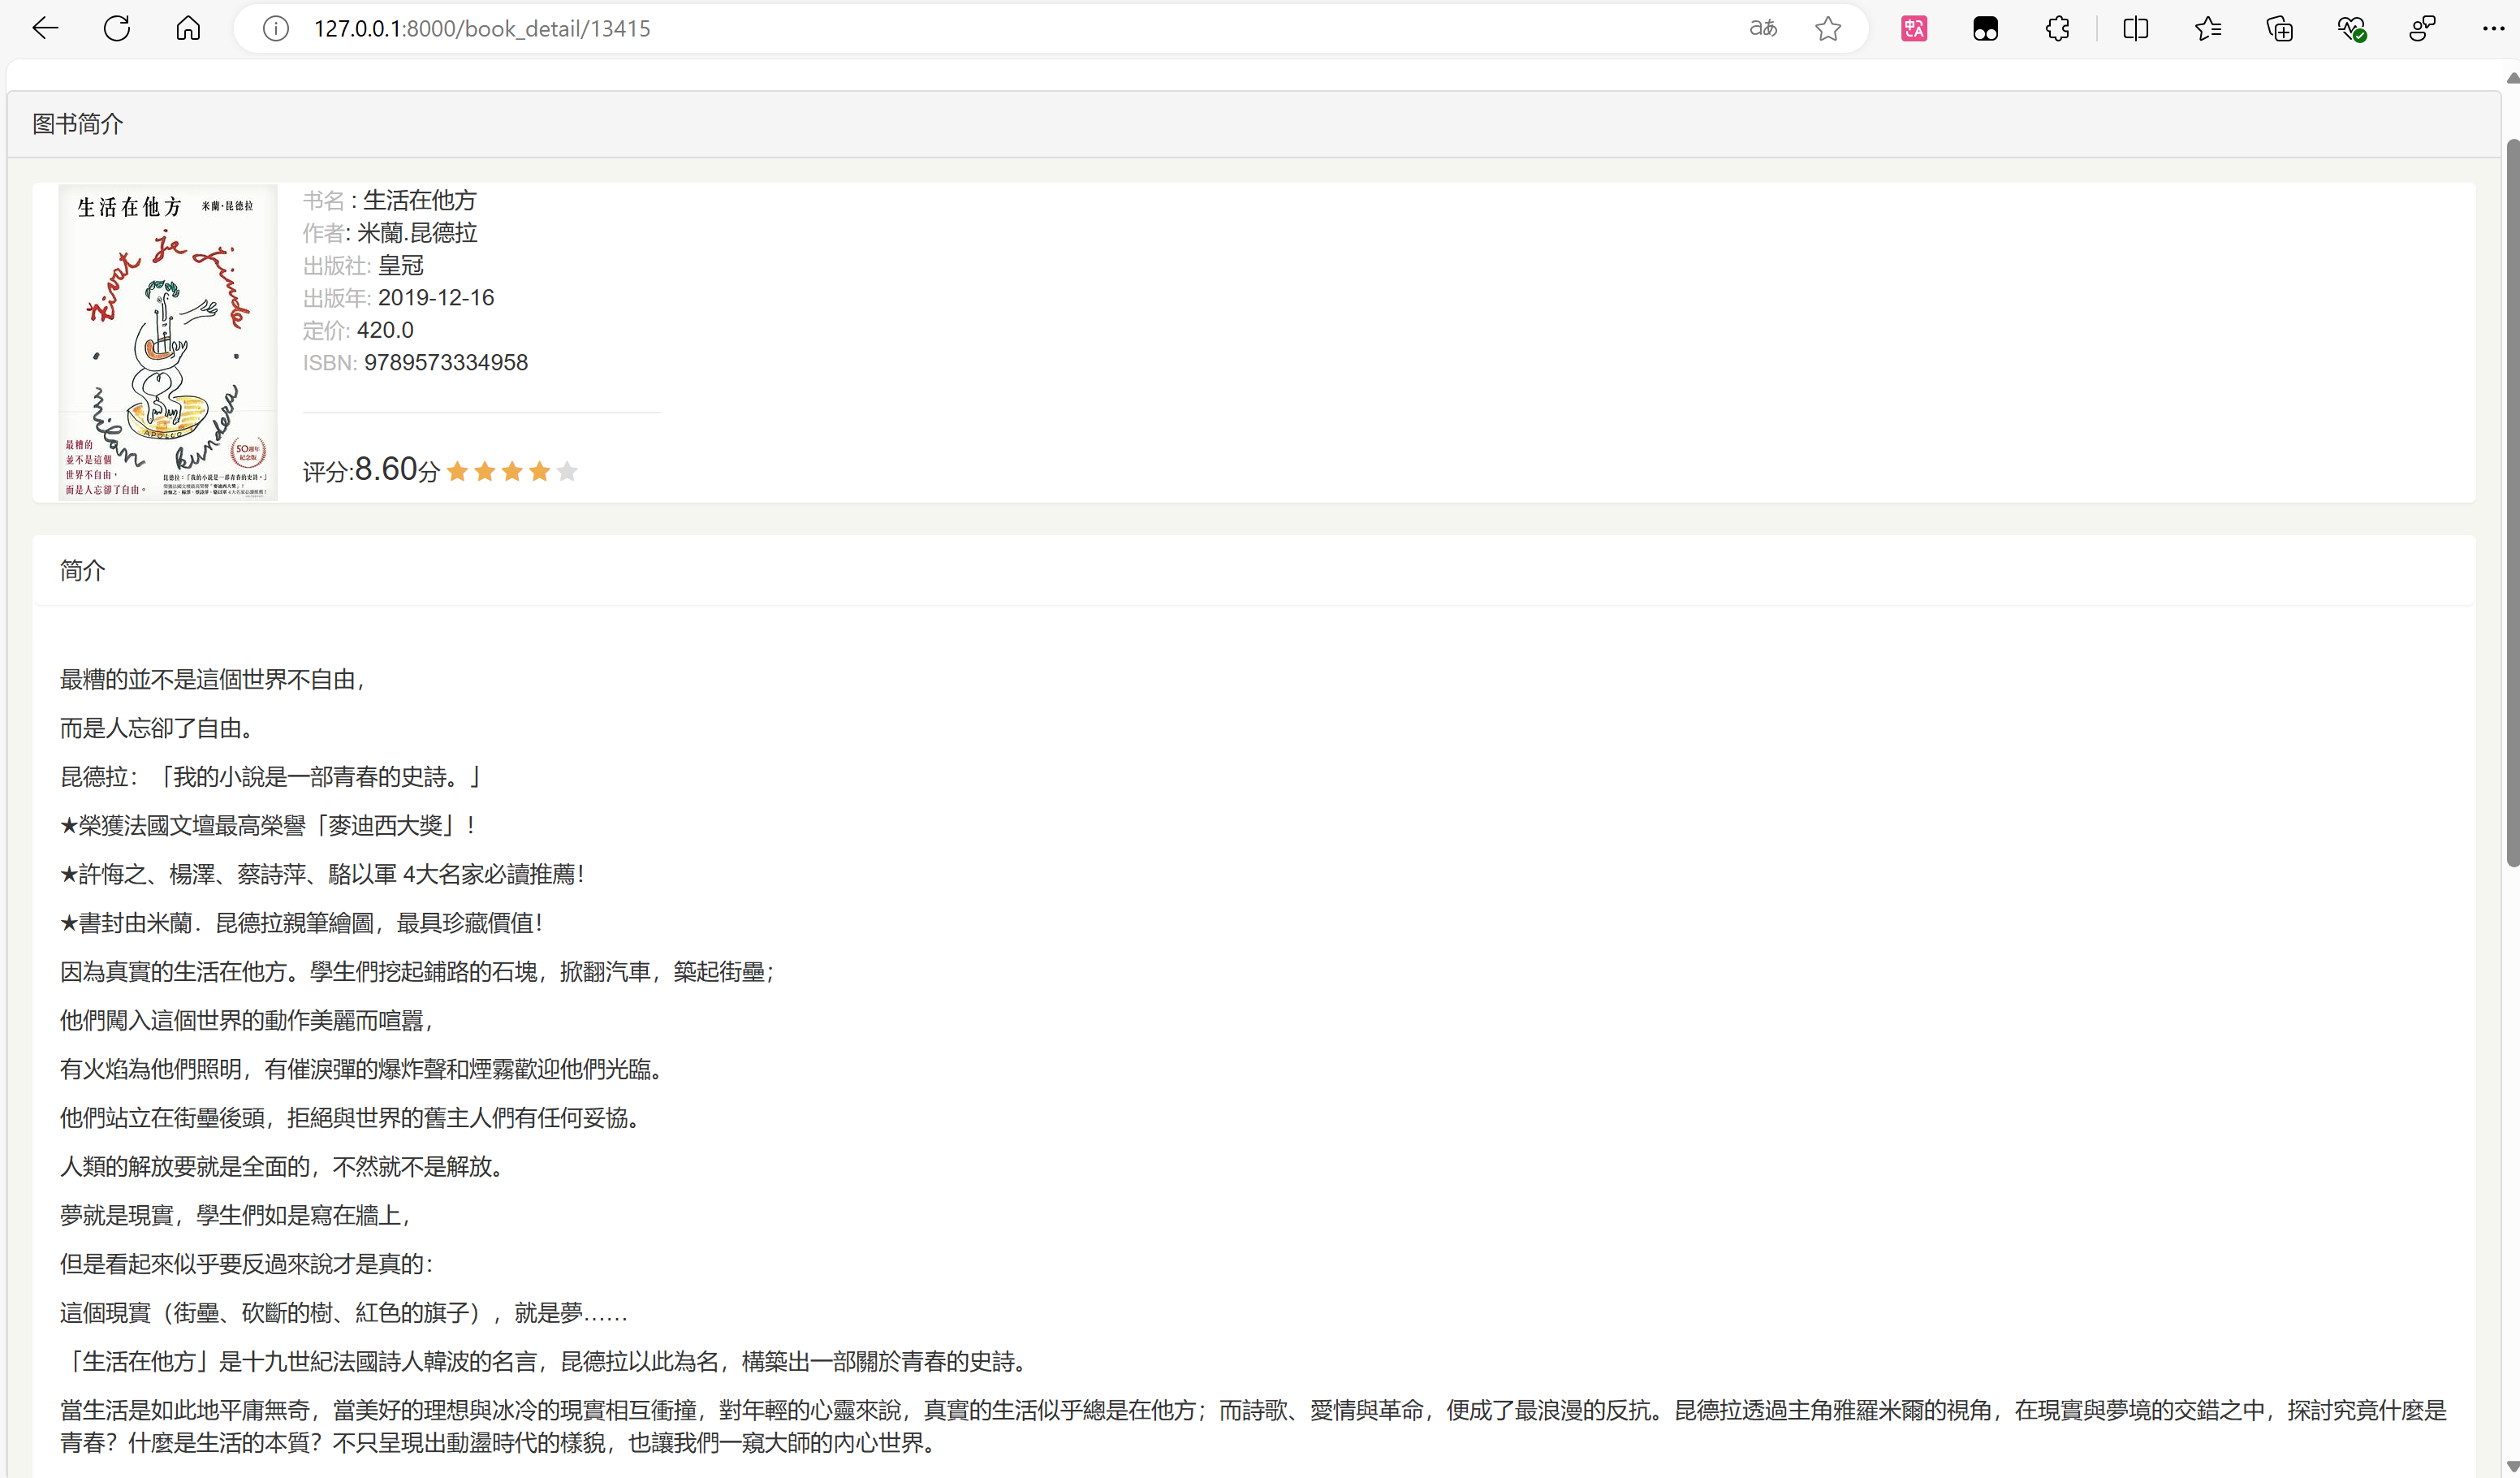 127.0.0.1:8000/book_detail/13415
图书简介
生活在他方 米蘭·昆德拉
život je jinde
milan kundera
APOLLO
最糟的
並不是這個
世界不自由，
而是人忘卻了自由。
50週年
紀念版
昆德拉：「我的小說是一部青春的史詩。」
书名 : 生活在他方
作者: 米蘭.昆德拉
出版社: 皇冠
出版年: 2019-12-16
定价: 420.0
ISBN: 9789573334958
评分:8.60分
简介
最糟的並不是這個世界不自由，
而是人忘卻了自由。
昆德拉：「我的小說是一部青春的史詩。」
★榮獲法國文壇最高榮譽「麥迪西大獎」！
★許悔之、楊澤、蔡詩萍、駱以軍 4大名家必讀推薦！
★書封由米蘭．昆德拉親筆繪圖，最具珍藏價值！
因為真實的生活在他方。學生們挖起鋪路的石塊，掀翻汽車，築起街壘；
他們闖入這個世界的動作美麗而喧囂，
有火焰為他們照明，有催淚彈的爆炸聲和煙霧歡迎他們光臨。
他們站立在街壘後頭，拒絕與世界的舊主人們有任何妥協。
人類的解放要就是全面的，不然就不是解放。
夢就是現實，學生們如是寫在牆上，
但是看起來似乎要反過來說才是真的：
這個現實（街壘、砍斷的樹、紅色的旗子），就是夢……
「生活在他方」是十九世紀法國詩人韓波的名言，昆德拉以此為名，構築出一部關於青春的史詩。
當生活是如此地平庸無奇，當美好的理想與冰冷的現實相互衝撞，對年輕的心靈來說，真實的生活似乎總是在他方；而詩歌、愛情與革命，便成了最浪漫的反抗。昆德拉透過主角雅羅米爾的視角，在現實與夢境的交錯之中，探討究竟什麼是
青春？什麼是生活的本質？不只呈現出動盪時代的樣貌，也讓我們一窺大師的內心世界。